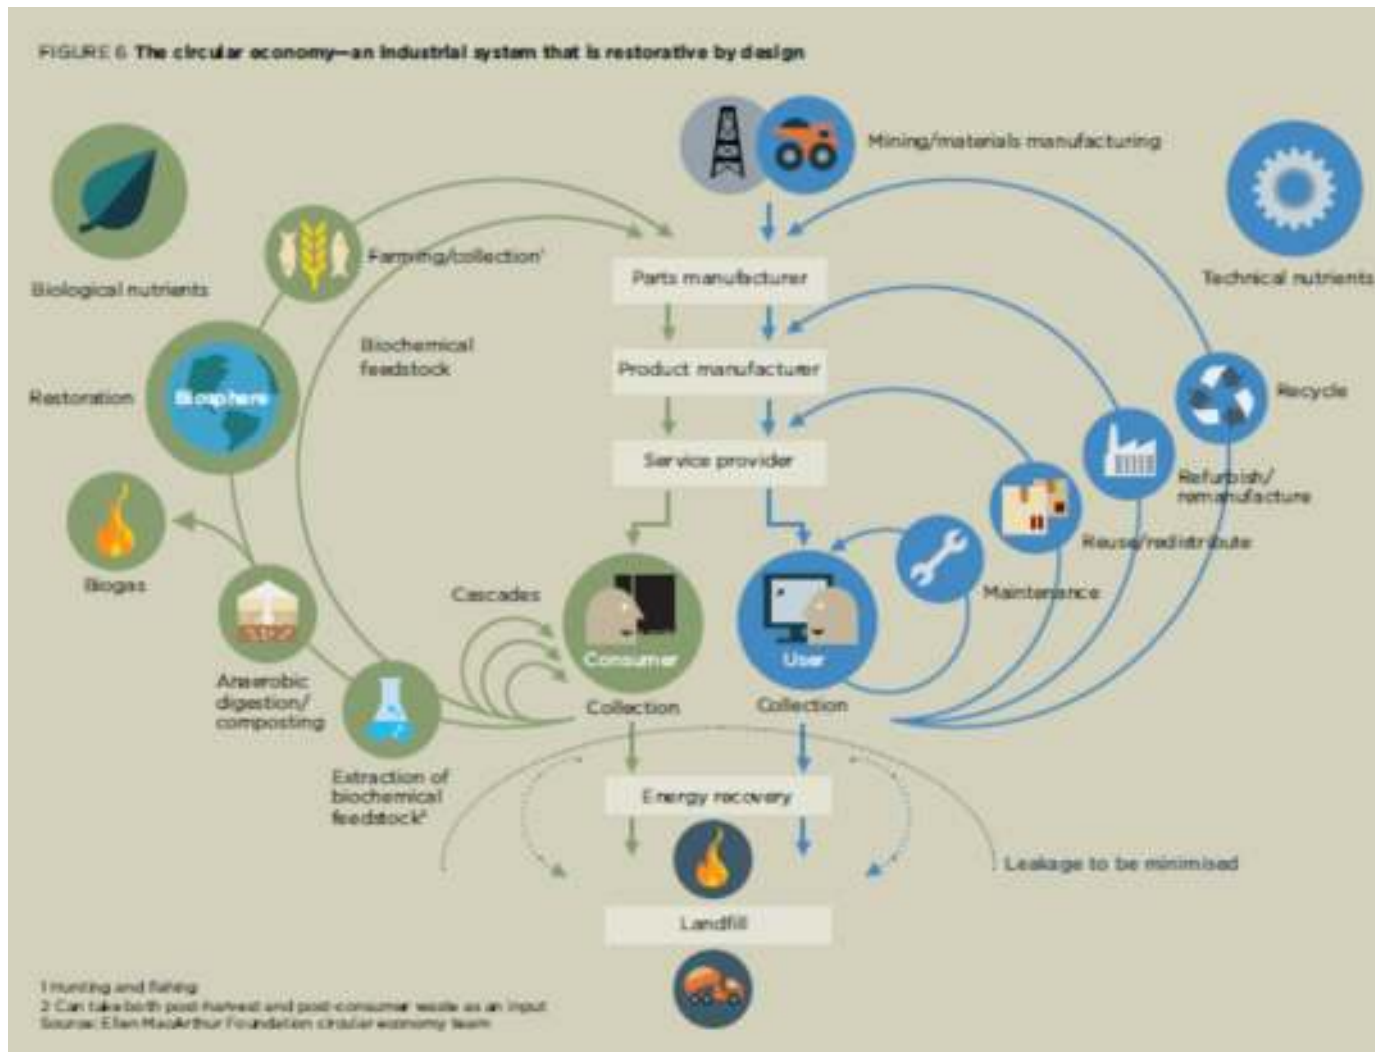 FIGURE 6 The circular economy—an industrial system that is restorative by design
Mining/materials manufacturing
Technical nutrients
Biological nutrients
Farming/collection¹
Parts manufacturer
Biochemical
feedstock
Product manufacturer
Restoration
Biosphere
Recycle
Service provider
Refurbish/
remanufacture
Reuse/redistribute
Biogas
Cascades
Maintenance
Consumer
User
Anaerobic
digestion/
composting
Collection
Collection
Extraction of
biochemical
feedstock²
Energy recovery
Leakage to be minimised
Landfill
1 Hunting and fishing
2 Can take both post-harvest and post-consumer waste as an input
Source: Ellen MacArthur Foundation circular economy team